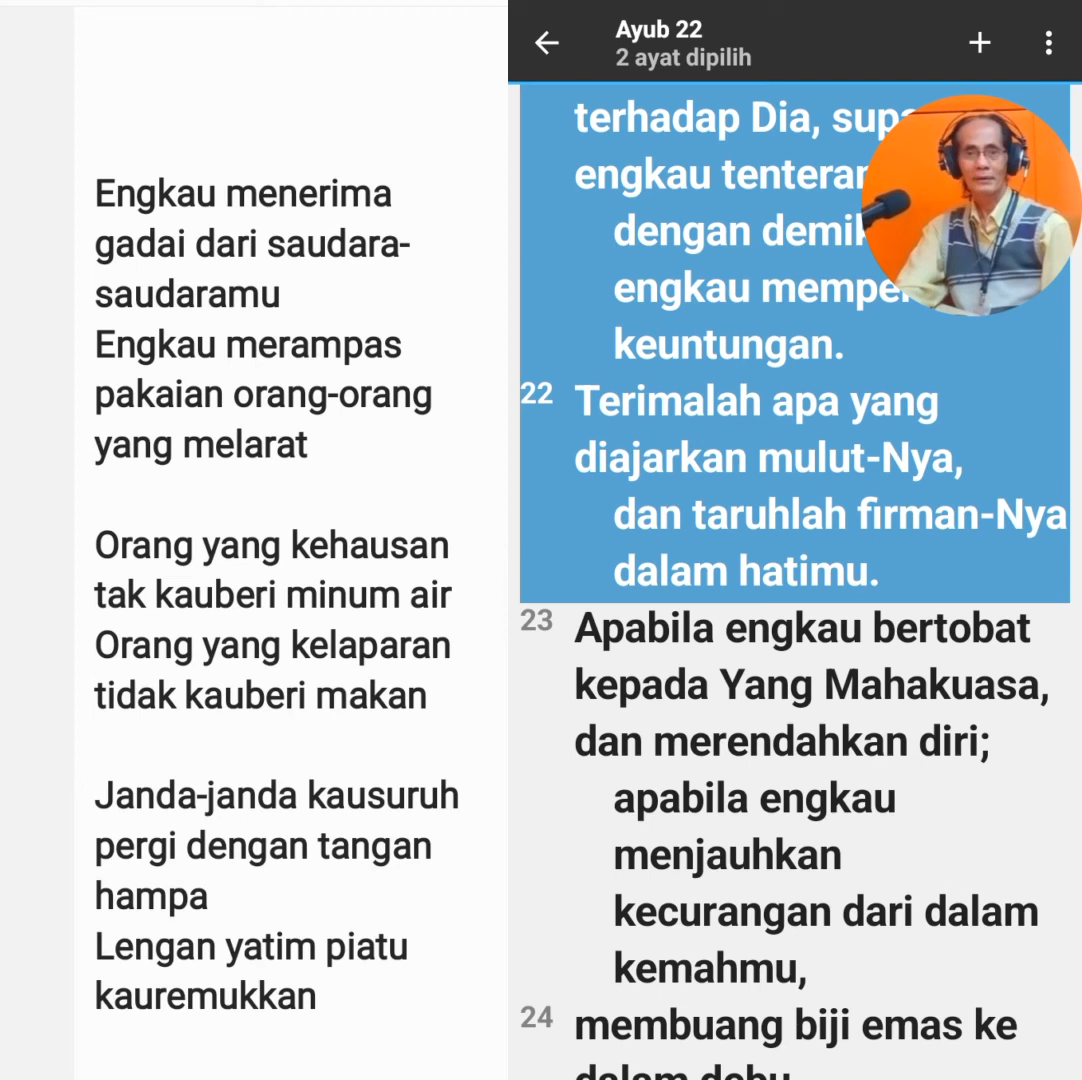 Engkau menerima
gadai dari saudara-
saudaramu
Engkau merampas
pakaian orang-orang
yang melarat
Orang yang kehausan
tak kauberi minum air
Orang yang kelaparan
tidak kauberi makan
Janda-janda kausuruh
pergi dengan tangan
hampa
Lengan yatim piatu
kauremukkan
Ayub 22
2 ayat dipilih
terhadap Dia,
engkau
dengan
engkau
keuntungan.
22 Terimalah apa yang
diajarkan mulut-Nya,
dan taruhlah firman-Nya
dalam hatimu.
23 Apabila engkau bertobat
kepada Yang Mahakuasa,
dan merendahkan diri;
apabila engkau
menjauhkan
kecurangan dari dalam
kemahmu,
24 membuang biji emas ke
dalam debu